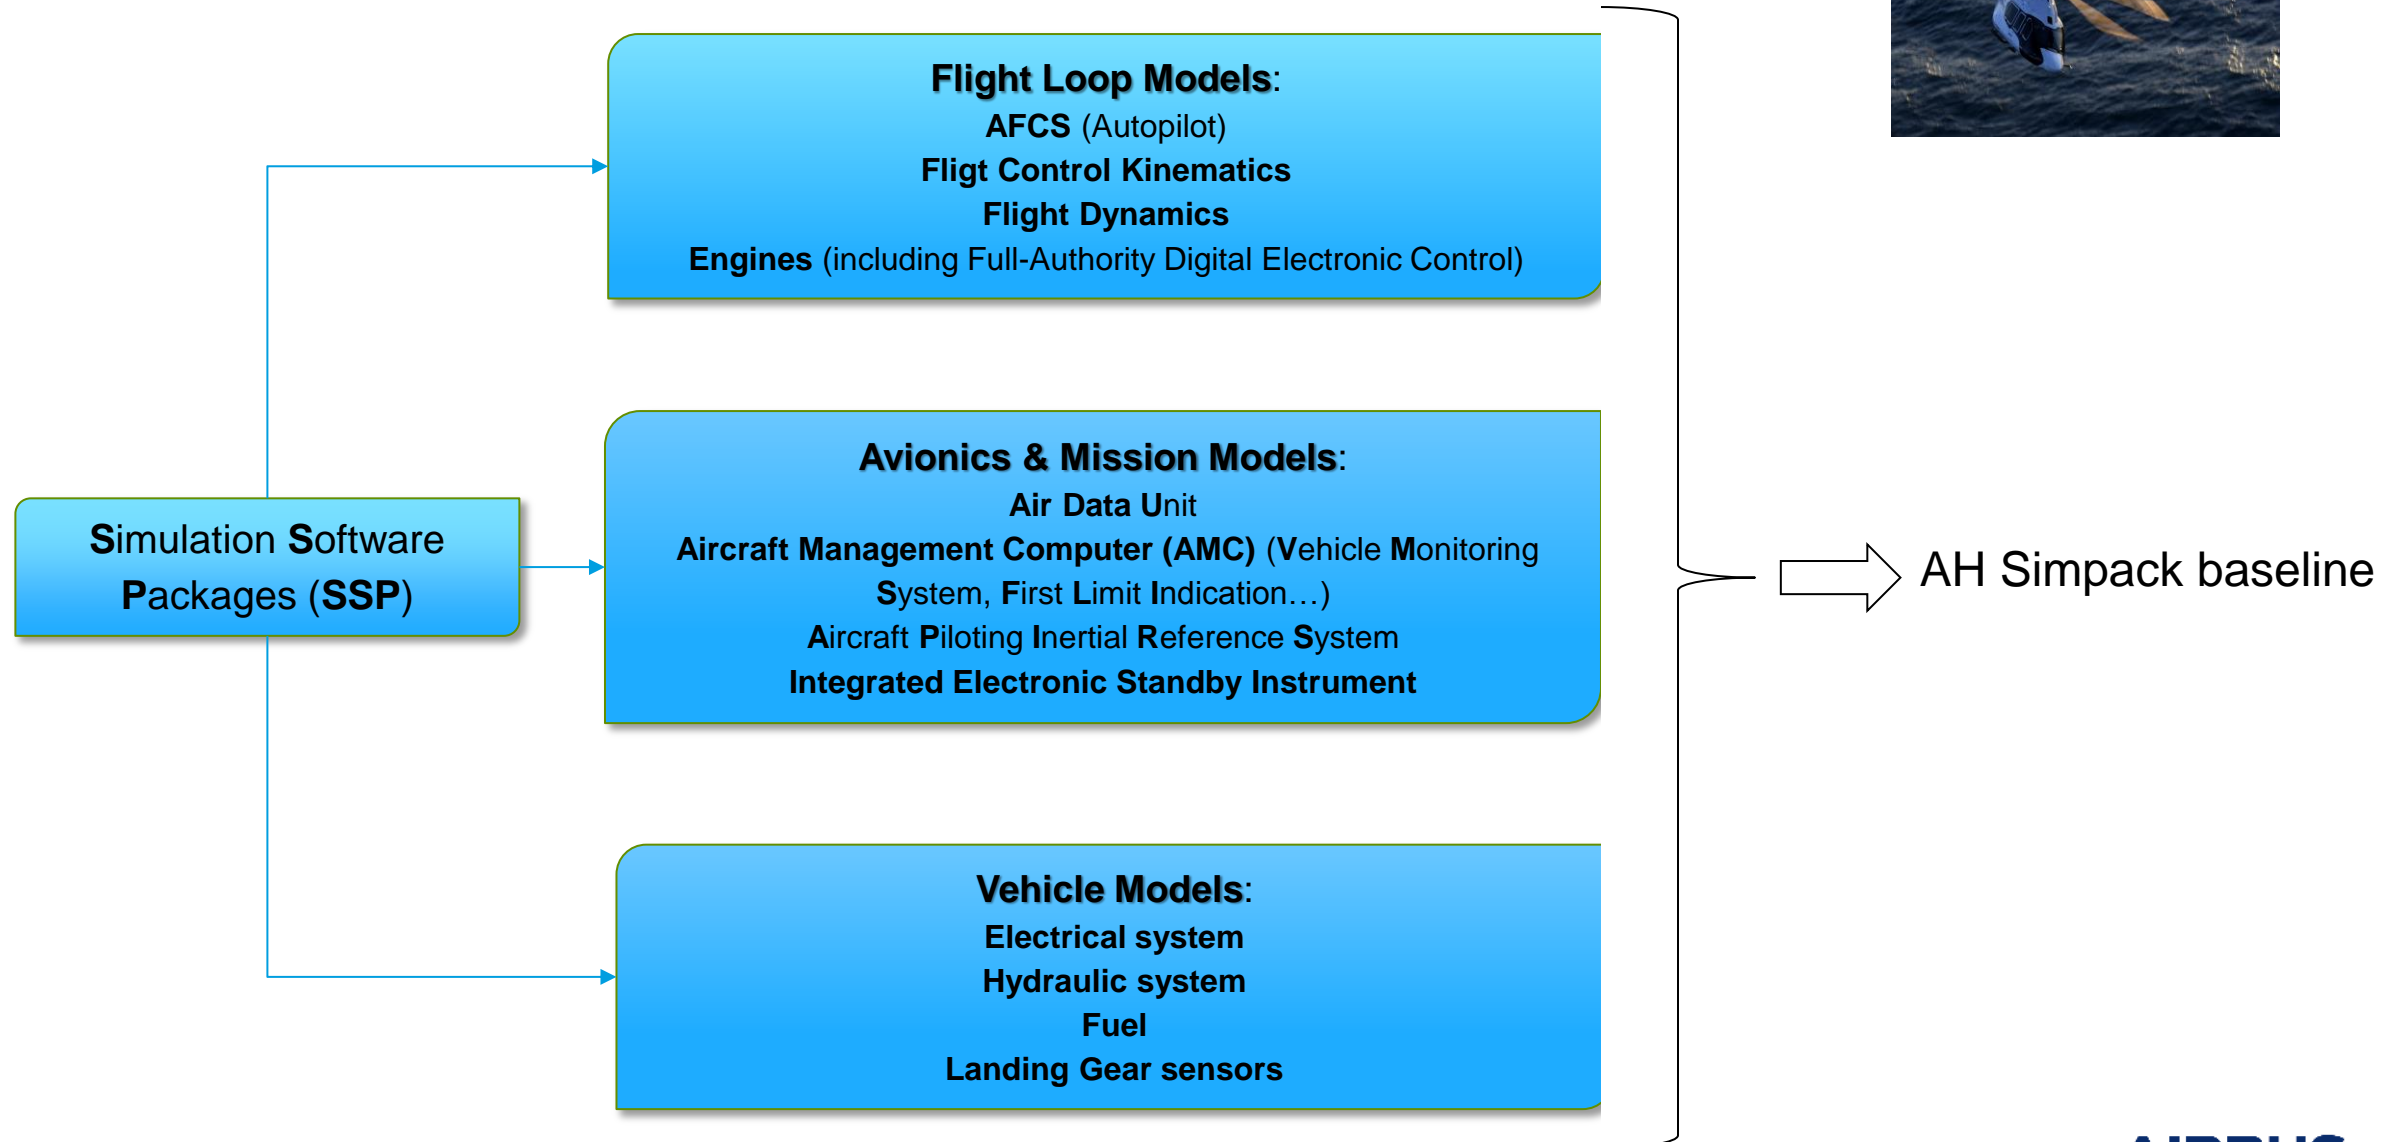 Flight Loop Models:
AFCS (Autopilot)
Fligt Control Kinematics
Flight Dynamics
Engines (including Full-Authority Digital Electronic Control)
Simulation Software
Packages (SSP)
Avionics & Mission Models:
Air Data Unit
Aircraft Management Computer (AMC) (Vehicle Monitoring
System, First Limit Indication…)
Aircraft Piloting Inertial Reference System
Integrated Electronic Standby Instrument
Vehicle Models:
Electrical system
Hydraulic system
Fuel
Landing Gear sensors
AH Simpack baseline
AIRBUS